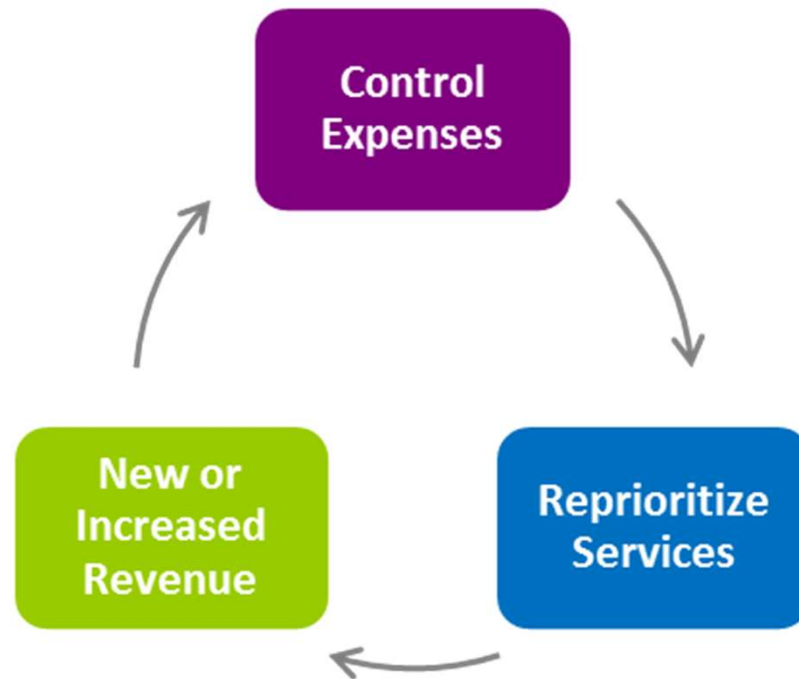 Control
Expenses
Reprioritize
Services
New or
Increased
Revenue